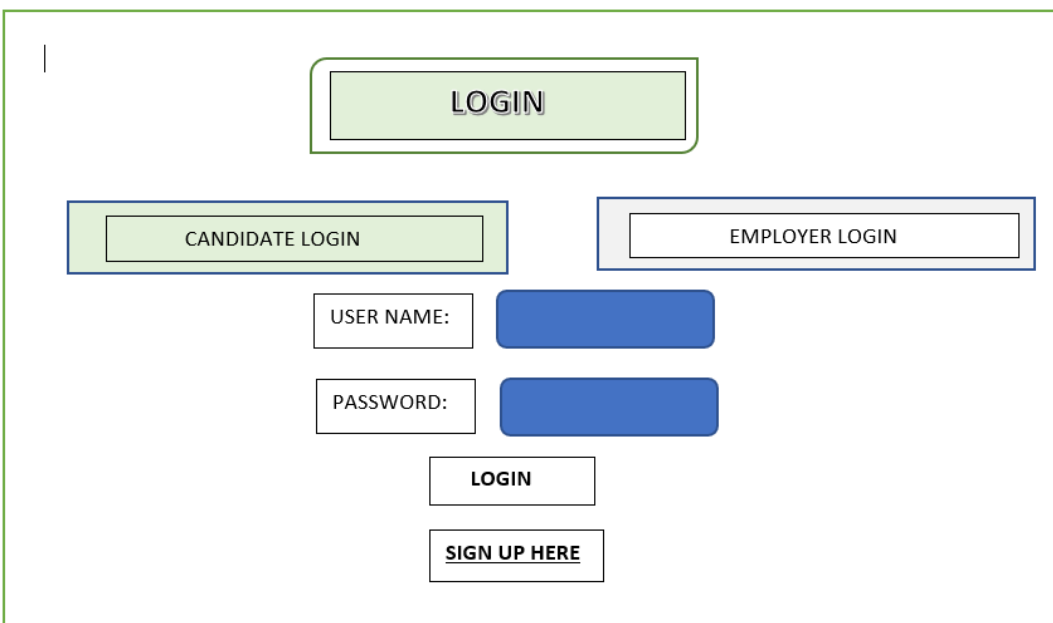 LOGIN
CANDIDATE LOGIN
EMPLOYER LOGIN
USER NAME:
PASSWORD:
LOGIN
SIGN UP HERE